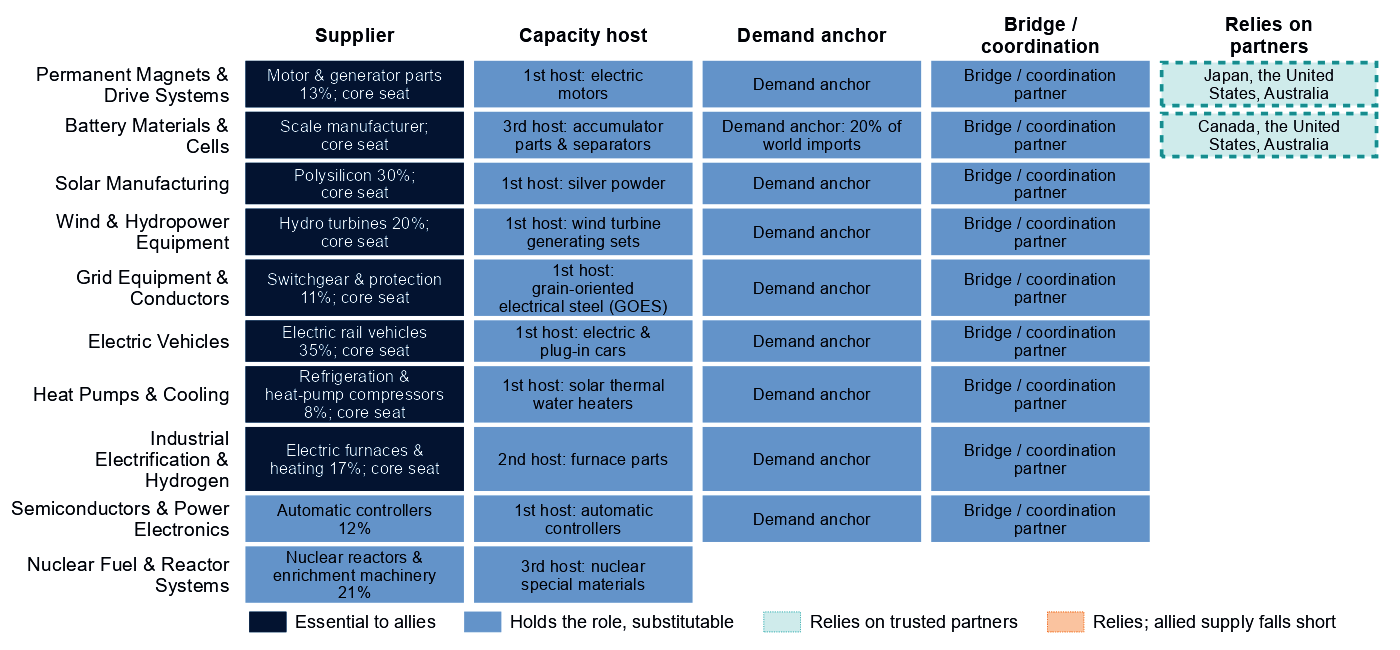 Supplier
Capacity host
Demand anchor
Bridge /
coordination
Relies on
partners
Permanent Magnets &
Drive Systems
Motor & generator parts
13%; core seat
1st host: electric
motors
Demand anchor
Bridge / coordination
partner
Japan, the United
States, Australia
Battery Materials &
Cells
Scale manufacturer;
core seat
3rd host: accumulator
parts & separators
Demand anchor: 20% of
world imports
Bridge / coordination
partner
Canada, the United
States, Australia
Solar Manufacturing
Polysilicon 30%;
core seat
1st host: silver powder
Demand anchor
Bridge / coordination
partner
Wind & Hydropower
Equipment
Hydro turbines 20%;
core seat
1st host: wind turbine
generating sets
Demand anchor
Bridge / coordination
partner
Grid Equipment &
Conductors
Switchgear & protection
11%; core seat
1st host:
grain-oriented
electrical steel (GOES)
Demand anchor
Bridge / coordination
partner
Electric Vehicles
Electric rail vehicles
35%; core seat
1st host: electric &
plug-in cars
Demand anchor
Bridge / coordination
partner
Heat Pumps & Cooling
Refrigeration &
heat-pump compressors
8%; core seat
1st host: solar thermal
water heaters
Demand anchor
Bridge / coordination
partner
Industrial
Electrification &
Hydrogen
Electric furnaces &
heating 17%; core seat
2nd host: furnace parts
Demand anchor
Bridge / coordination
partner
Semiconductors & Power
Electronics
Automatic controllers
12%
1st host: automatic
controllers
Demand anchor
Bridge / coordination
partner
Nuclear Fuel & Reactor
Systems
Nuclear reactors &
enrichment machinery
21%
3rd host: nuclear
special materials
Essential to allies
Holds the role, substitutable
Relies on trusted partners
Relies; allied supply falls short